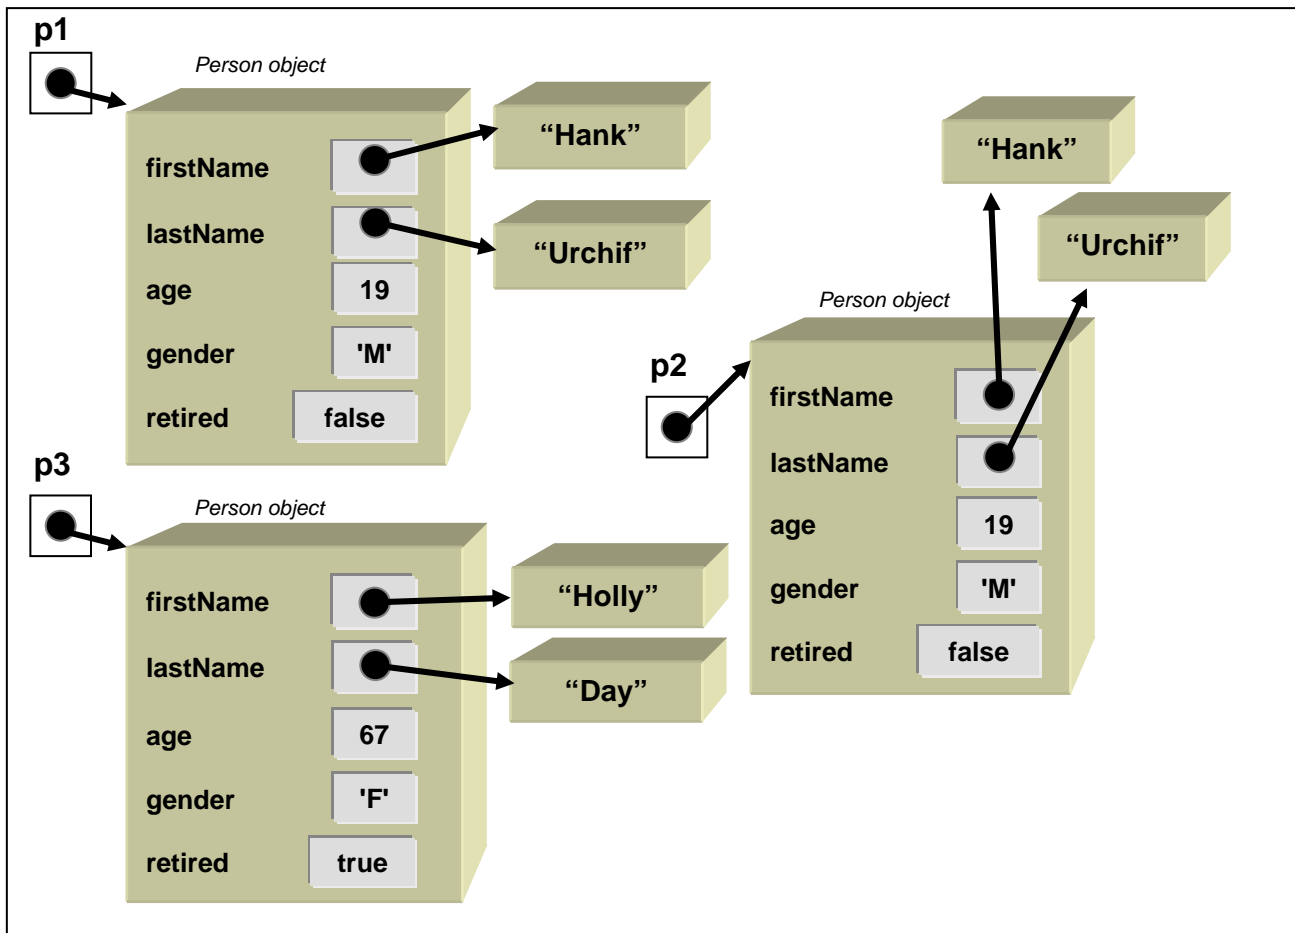 p1
Person object
firstName
“Hank”
lastName
“Urchif”
age
19
gender
'M'
retired
false
p2
Person object
firstName
“Hank”
lastName
“Urchif”
age
19
gender
'M'
retired
false
p3
Person object
firstName
“Holly”
lastName
“Day”
age
67
gender
'F'
retired
true